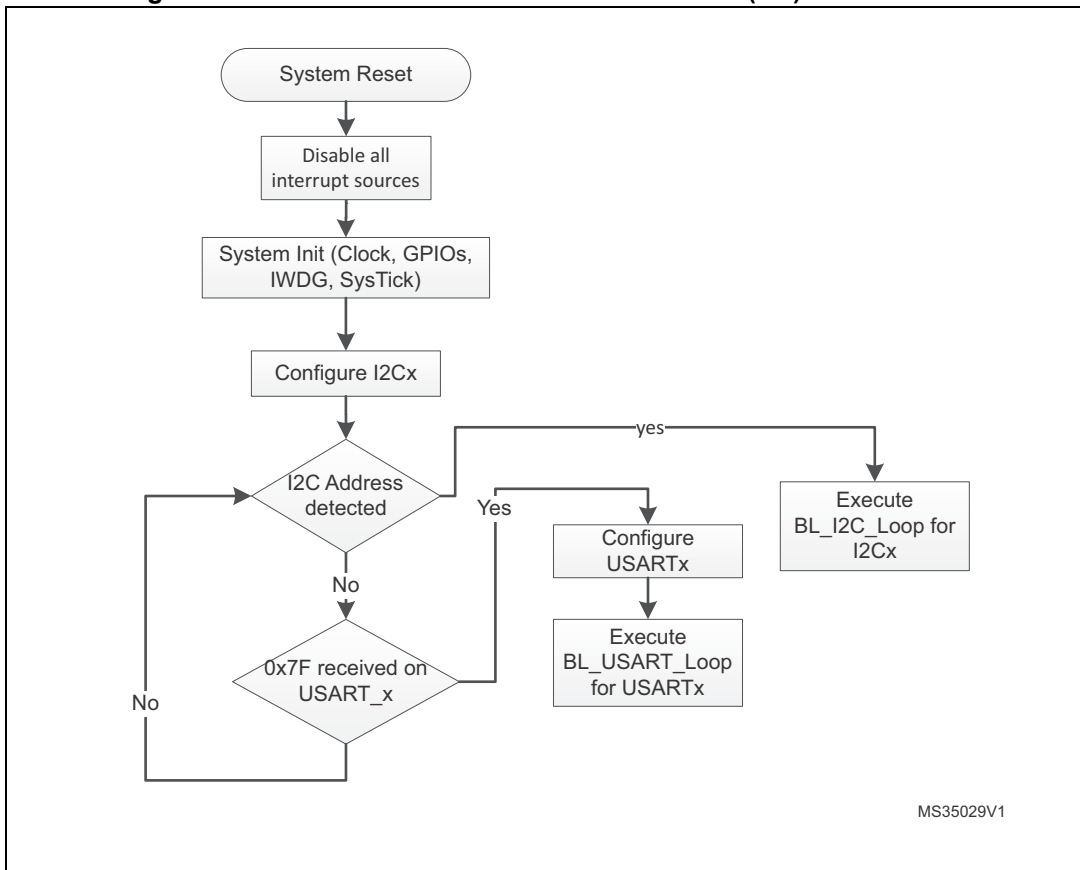 System Reset
Disable all
interrupt sources
System Init (Clock, GPIOs,
IWDG, SysTick)
Configure I2Cx
I2C Address
detected
yes
Execute
BL_I2C_Loop for
I2Cx
Yes
Configure
USARTx
No
Execute
BL_USART_Loop
for USARTx
0x7F received on
USART_x
No
MS35029V1